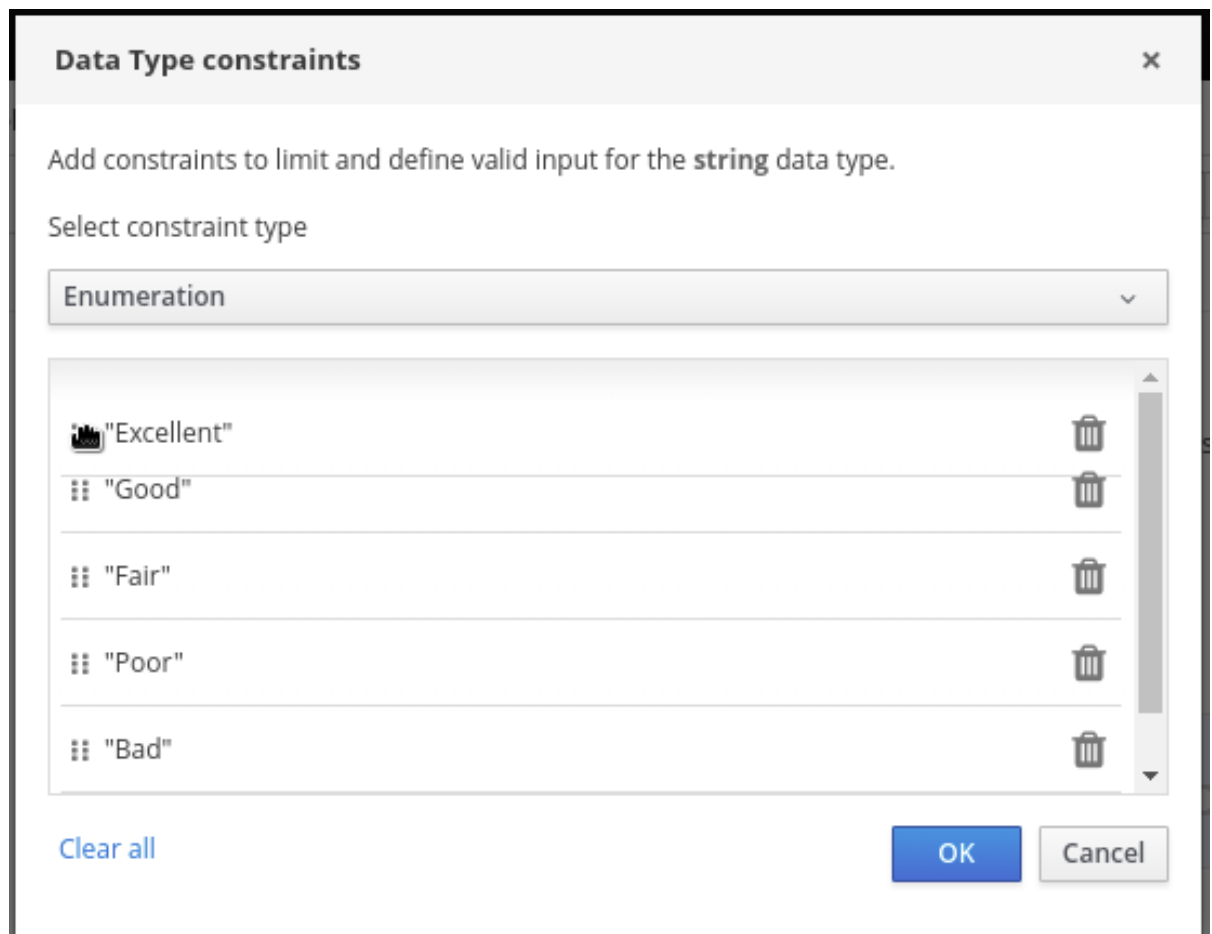 Data Type constraints
Add constraints to limit and define valid input for the string data type.
Select constraint type
Enumeration
"Excellent"
"Good"
"Fair"
"Poor"
"Bad"
Clear all
OK
Cancel